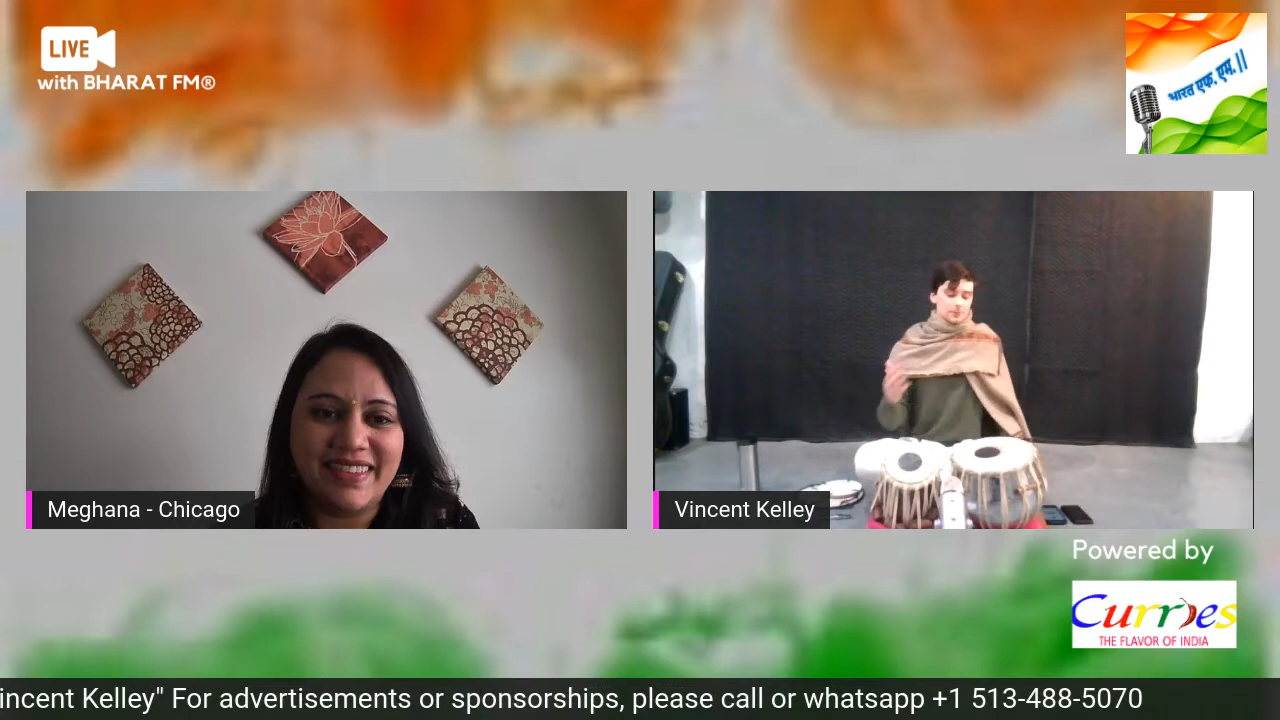 LIVE
with BHARAT FM®
भारत एफ. एम. ||
Meghana - Chicago
Vincent Kelley
Powered by
Curries
THE FLAVOR OF INDIA
incent Kelley" For advertisements or sponsorships, please call or whatsapp +1 513-488-5070